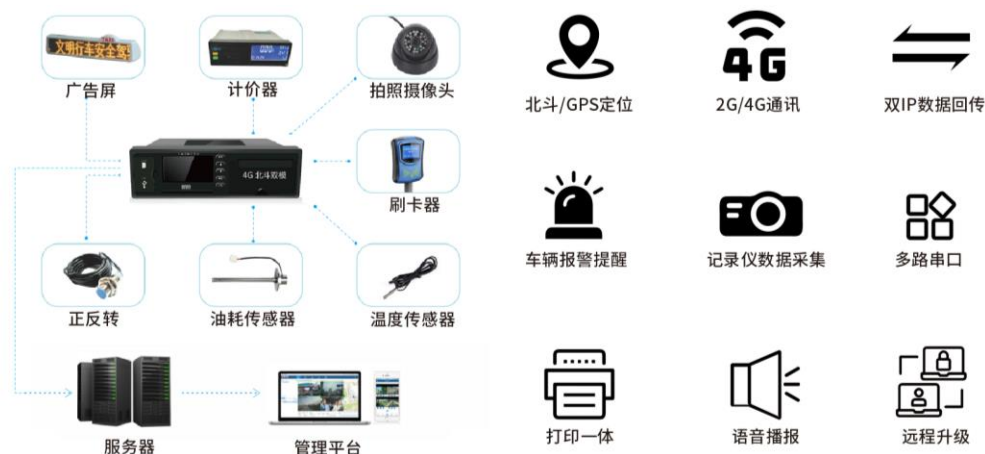 文明行车安全驾
广告屏
计价器
拍照摄像头
4G 北斗双模
刷卡器
正反转
油耗传感器
温度传感器
服务器
管理平台
北斗/GPS定位
4G
2G/4G通讯
双IP数据回传
车辆报警提醒
记录仪数据采集
多路串口
打印一体
语音播报
远程升级